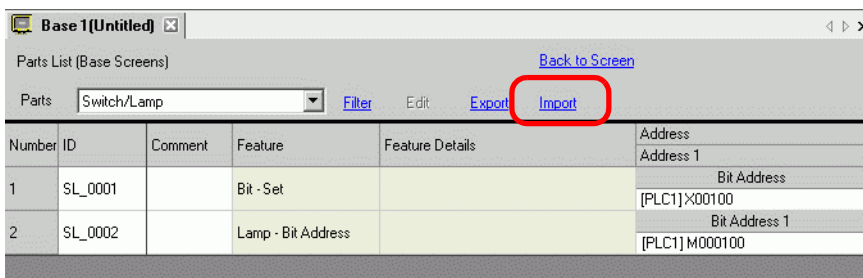 Base 1(Untitled)
Parts List (Base Screens) Back to Screen
Parts Switch/Lamp Filter Edit Export Import
Number ID Comment Feature Feature Details Address
Address 1
1 SL_0001 Bit - Set Bit Address
[PLC1]X00100
2 SL_0002 Lamp - Bit Address Bit Address 1
[PLC1]M000100